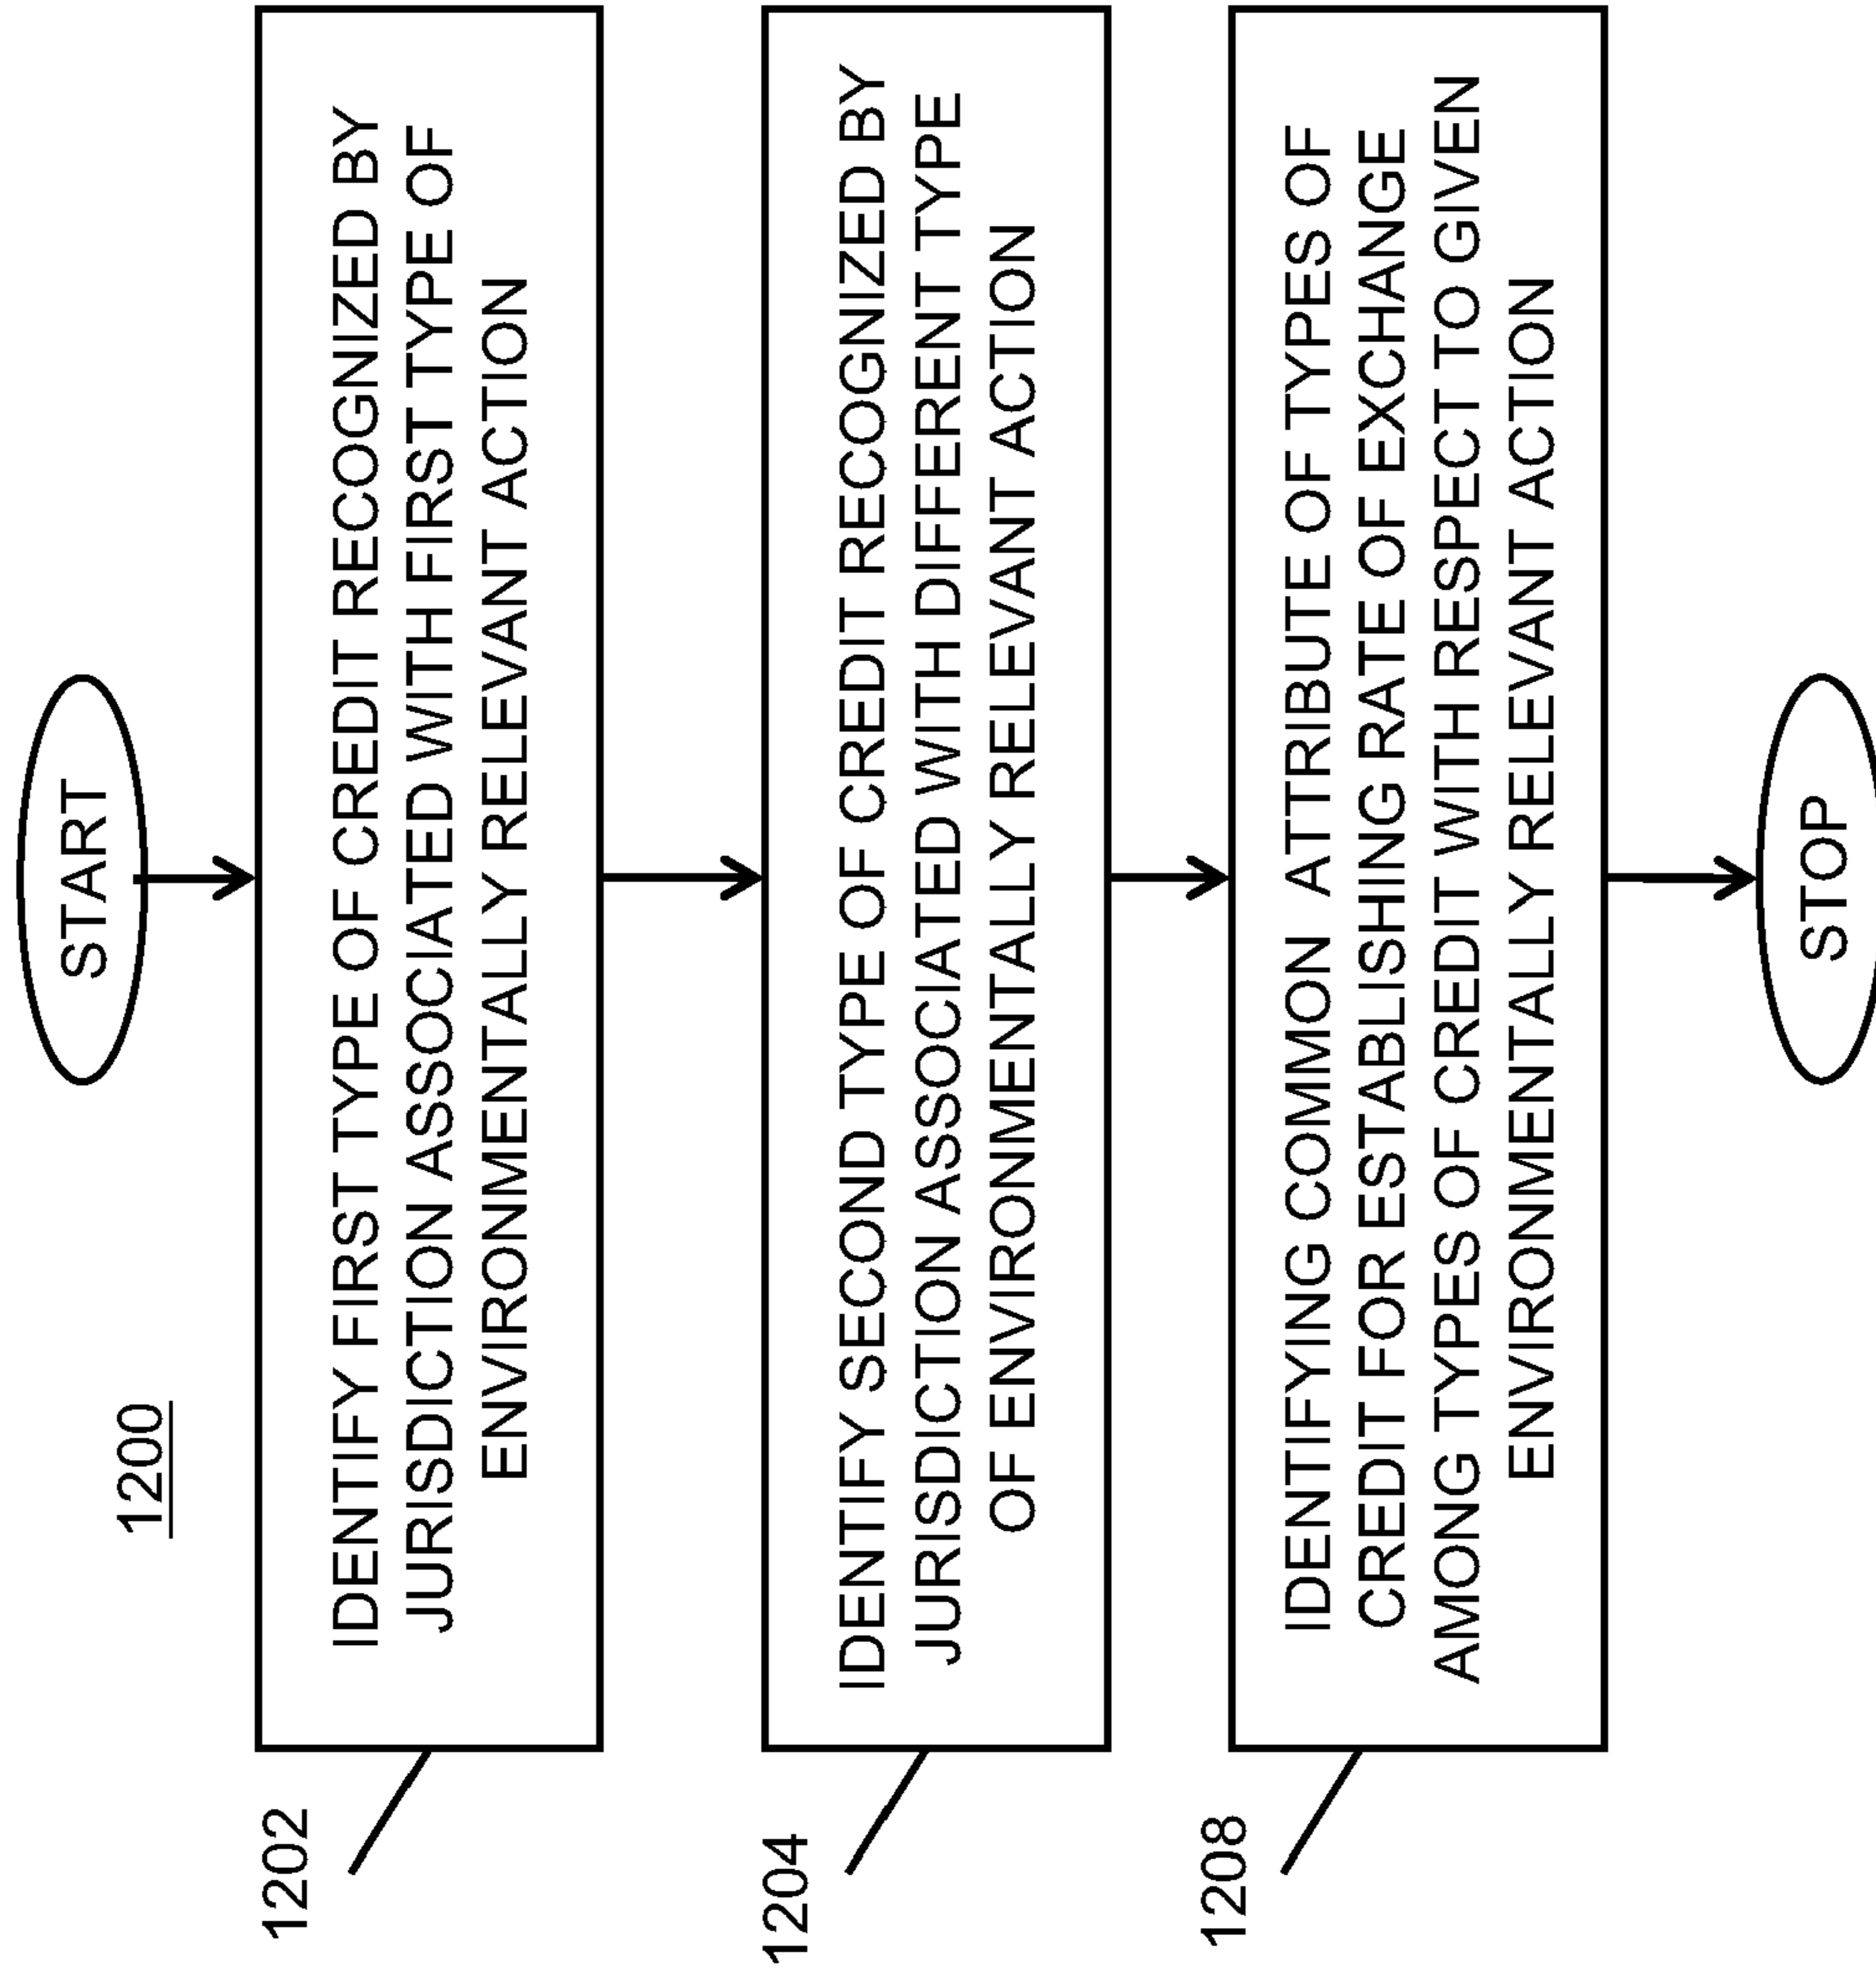 1200
START
1202
IDENTIFY FIRST TYPE OF CREDIT RECOGNIZED BY
JURISDICTION ASSOCIATED WITH FIRST TYPE OF
ENVIRONMENTALLY RELEVANT ACTION
1204
IDENTIFY SECOND TYPE OF CREDIT RECOGNIZED BY
JURISDICTION ASSOCIATED WITH DIFFERENT TYPE
OF ENVIRONMENTALLY RELEVANT ACTION
1208
IDENTIFYING COMMON ATTRIBUTE OF TYPES OF
CREDIT FOR ESTABLISHING RATE OF EXCHANGE
AMONG TYPES OF CREDIT WITH RESPECT TO GIVEN
ENVIRONMENTALLY RELEVANT ACTION
STOP